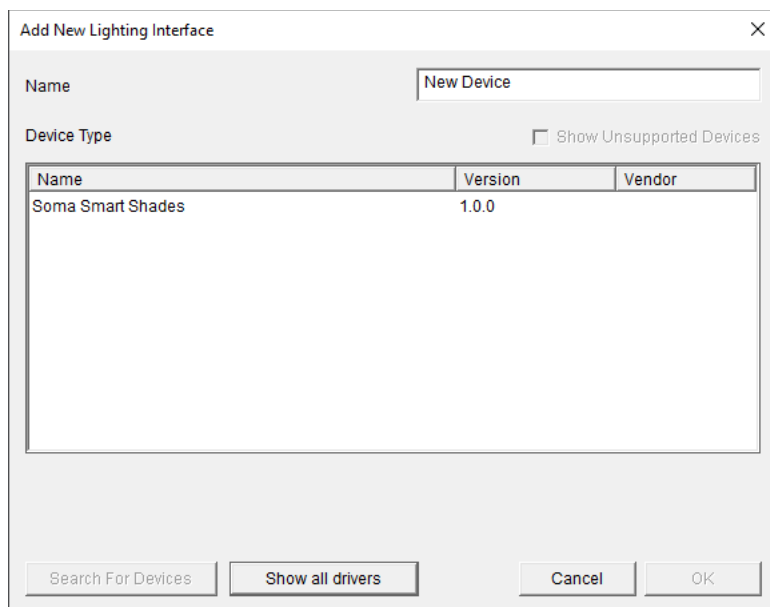 Add New Lighting Interface
Name
New Device
Device Type
Show Unsupported Devices
Name Version Vendor
Soma Smart Shades 1.0.0
Search For Devices Show all drivers Cancel OK